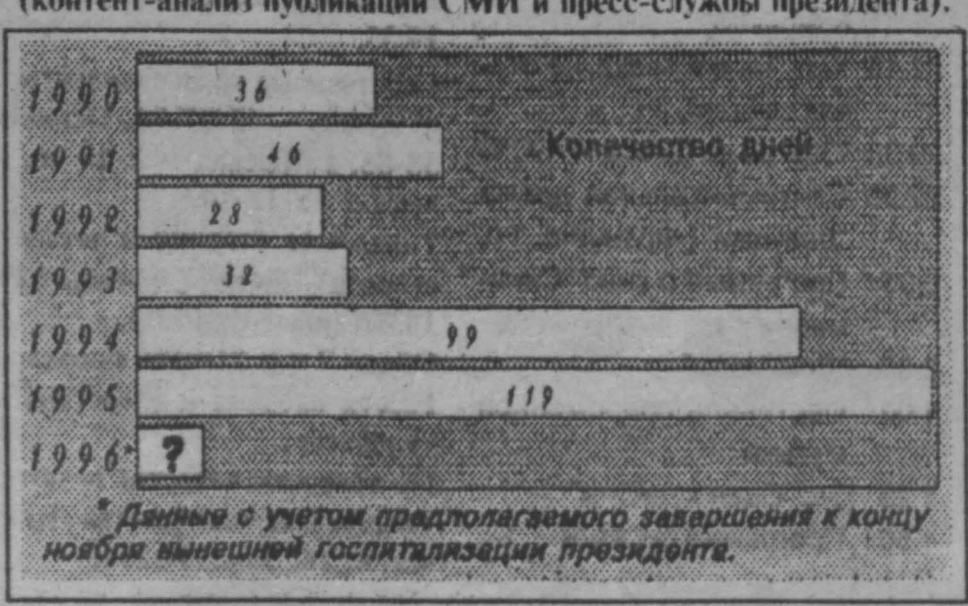 (контент-анализ публикаций СМИ и пресс-службы президента).
1990 36
1991 46
Количество дней
1992 28
1993 32
1994 99
1995 119
1996* ?
* Данные с учетом предполагаемого завершения к концу
ноября нынешней госпитализации президента.